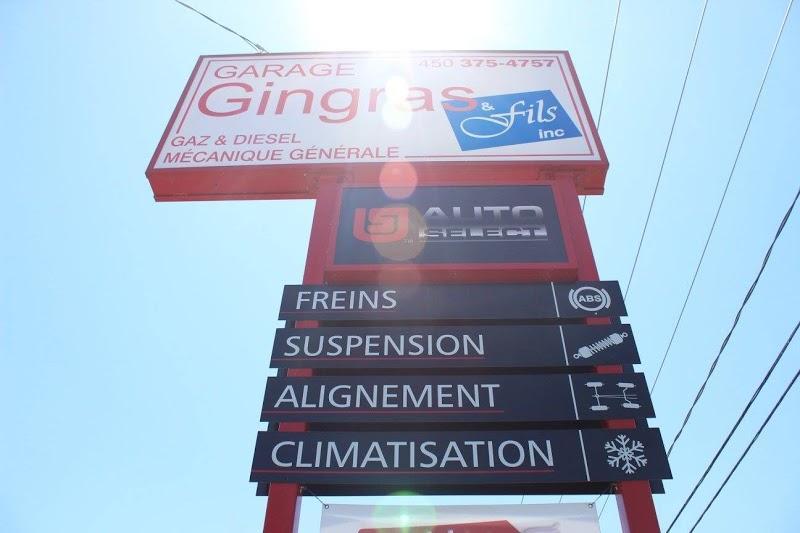 GARAGE
450 375-4757
Gingras & Fils inc
GAZ & DIESEL
MÉCANIQUE GÉNÉRALE
AUTO
SELECT
FREINS
ABS
SUSPENSION
ALIGNEMENT
CLIMATISATION